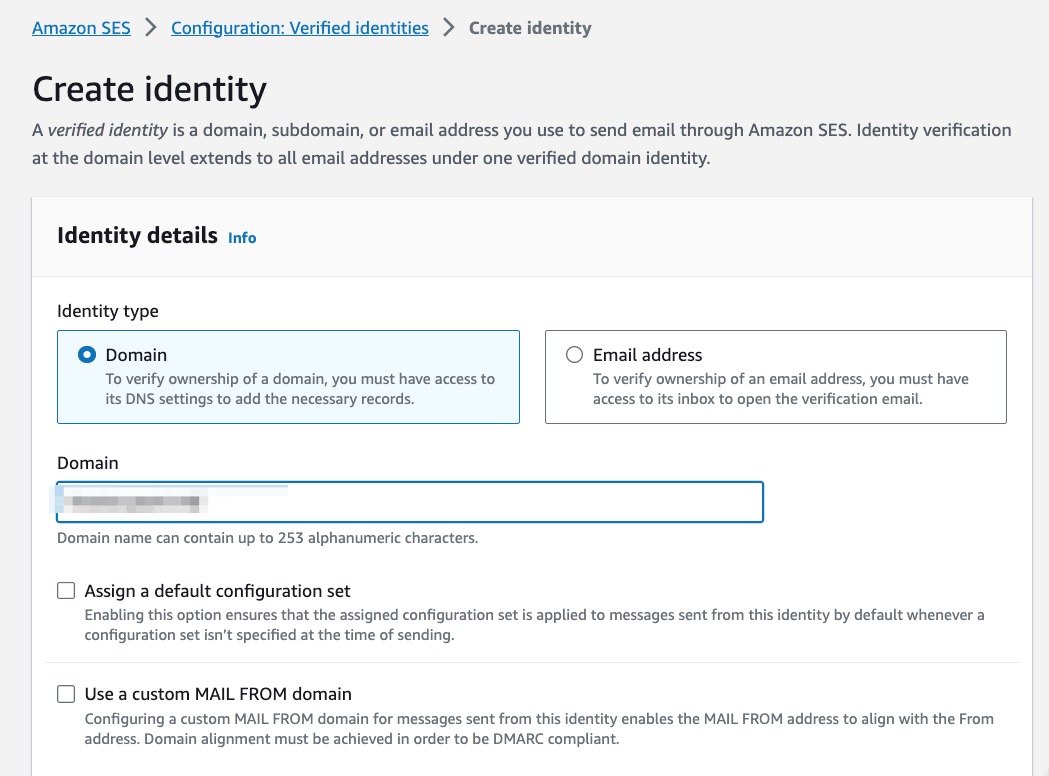 Amazon SES > Configuration: Verified identities > Create identity
Create identity
A verified identity is a domain, subdomain, or email address you use to send email through Amazon SES. Identity verification
at the domain level extends to all email addresses under one verified domain identity.
Identity details Info
Identity type
Domain
To verify ownership of a domain, you must have access to
its DNS settings to add the necessary records.
Email address
To verify ownership of an email address, you must have
access to its inbox to open the verification email.
Domain
Domain name can contain up to 253 alphanumeric characters.
Assign a default configuration set
Enabling this option ensures that the assigned configuration set is applied to messages sent from this identity by default whenever a
configuration set isn't specified at the time of sending.
Use a custom MAIL FROM domain
Configuring a custom MAIL FROM domain for messages sent from this identity enables the MAIL FROM address to align with the From
address. Domain alignment must be achieved in order to be DMARC compliant.